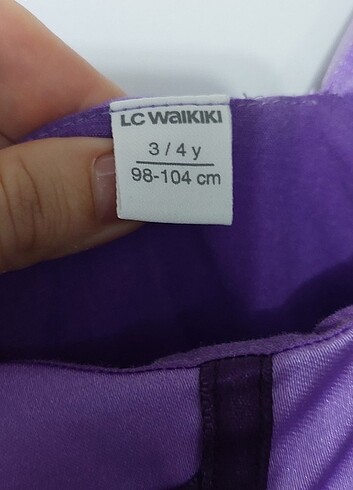 LC WAIKIKI
3 / 4 y
98-104 cm